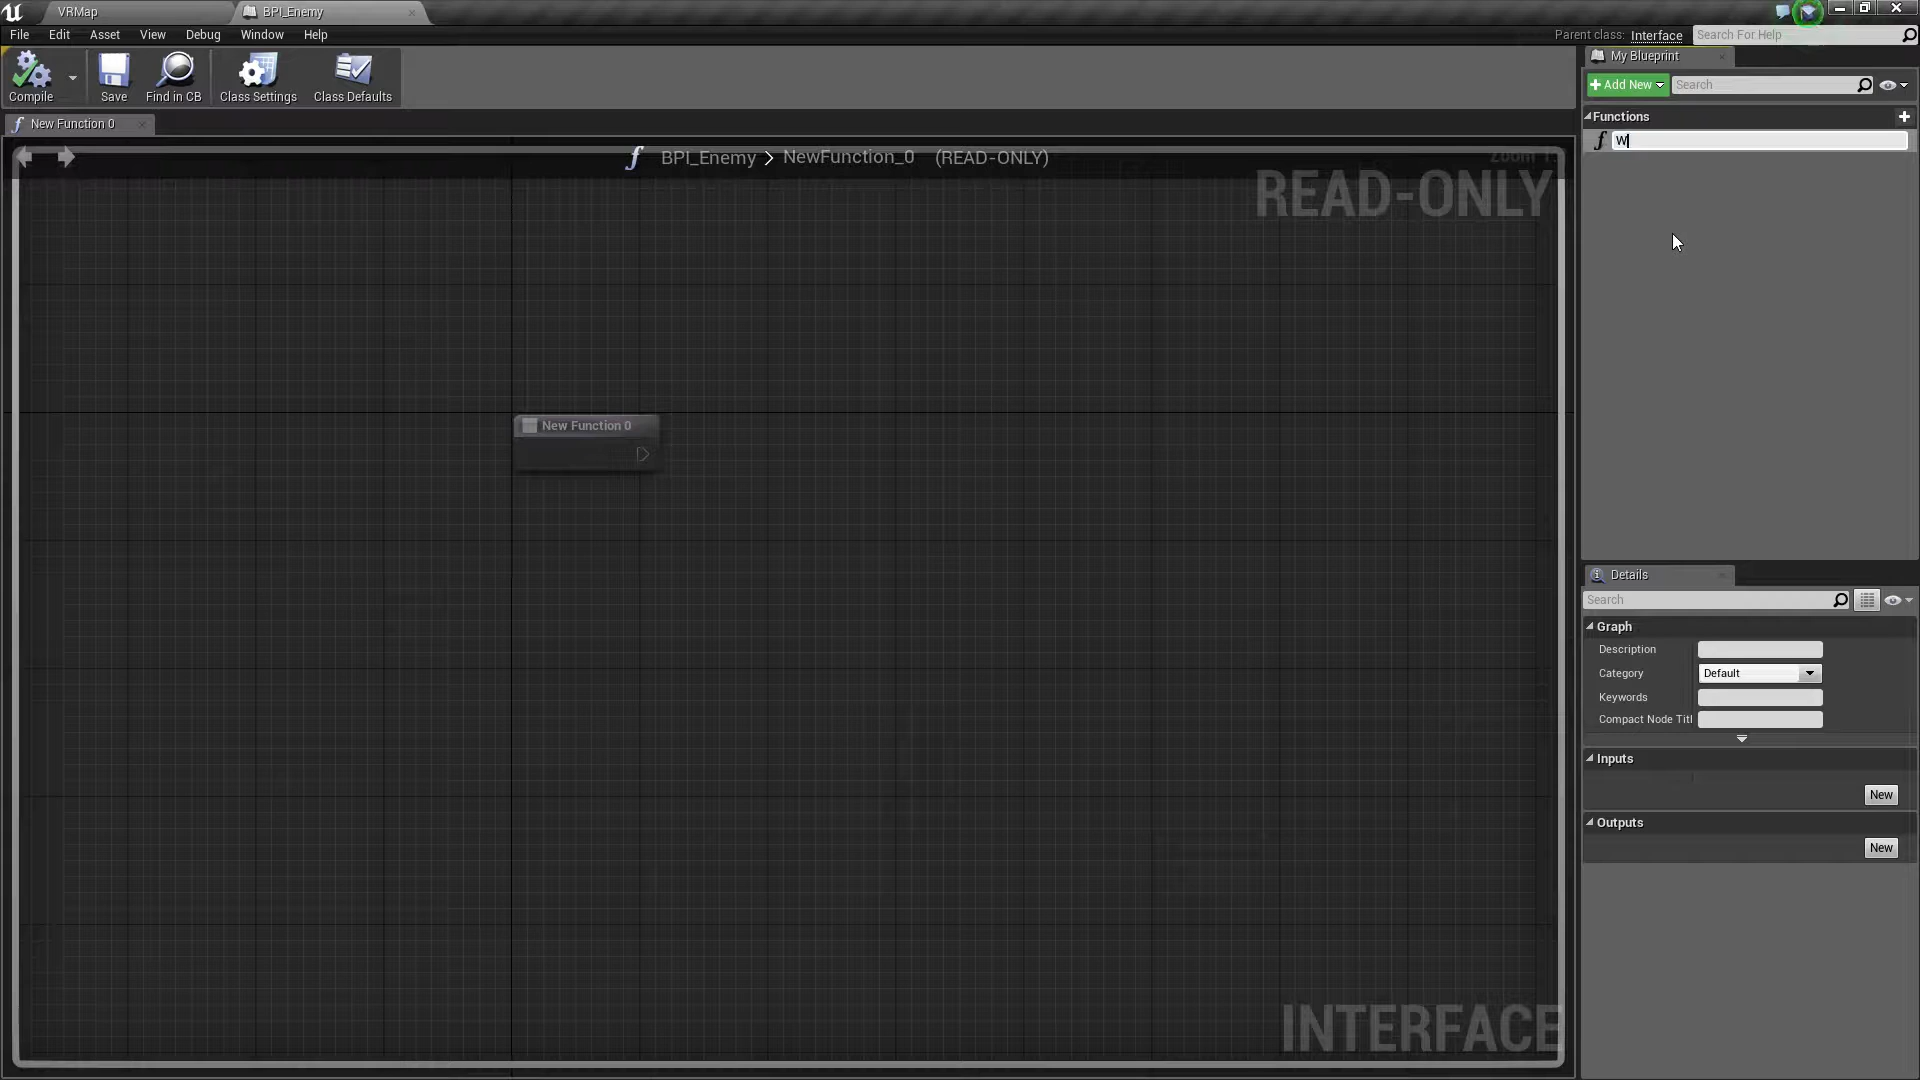 VRMap
BPI_Enemy
File Edit Asset View Debug Window Help
Parent class: Interface
Search For Help
Compile
Save
Find in CB
Class Settings
Class Defaults
My Blueprint
Add New
Search
Functions
W
New Function 0
BPI_Enemy > NewFunction_0 (READ-ONLY)
READ-ONLY
New Function 0
INTERFACE
Details
Search
Graph
Description
Category
Default
Keywords
Compact Node Titl
Inputs
New
Outputs
New